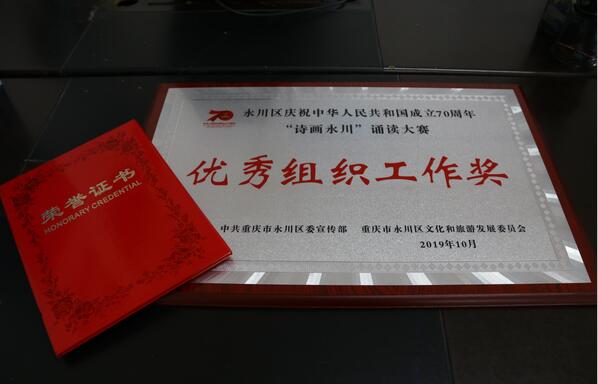 70
永川区庆祝中华人民共和国成立70周年
“诗画永川”诵读大赛
优秀组织工作奖
中共重庆市永川区委宣传部 重庆市永川区文化和旅游发展委员会
2019年10月
荣誉证书
HONORARY CREDENTIAL